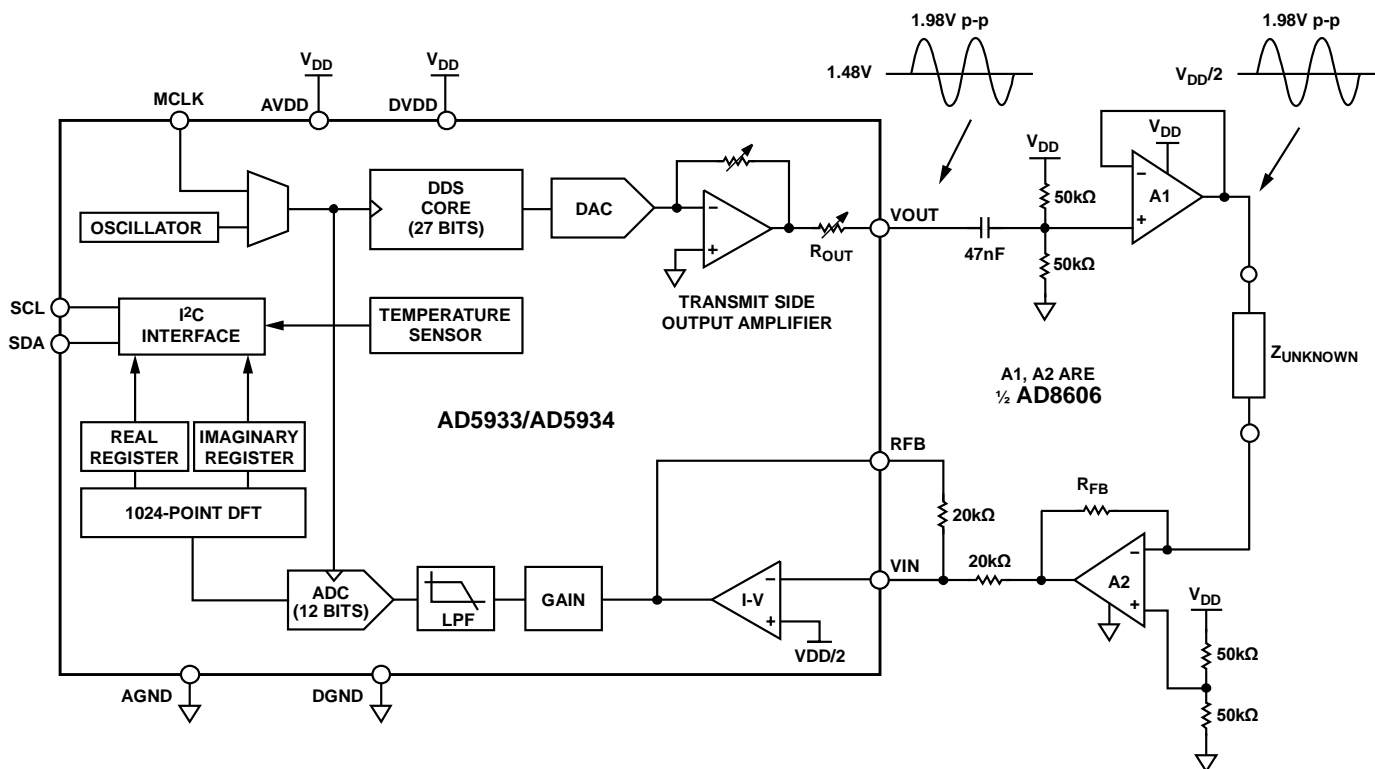 1.98V p-p
1.98V p-p
1.48V
VDD/2
VDD
VDD
MCLK
AVDD
DVDD
OSCILLATOR
DDS
CORE
(27 BITS)
DAC
−
+
ROUT
VOUT
47nF
VDD
50kΩ
50kΩ
VDD
−
A1
+
TRANSMIT SIDE
OUTPUT AMPLIFIER
SCL
SDA
I2C
INTERFACE
TEMPERATURE
SENSOR
ZUNKNOWN
A1, A2 ARE
½ AD8606
AD5933/AD5934
REAL
REGISTER
IMAGINARY
REGISTER
1024-POINT DFT
RFB
20kΩ
RFB
VIN
20kΩ
−
A2
+
ADC
(12 BITS)
LPF
GAIN
−
I-V
+
VDD/2
VDD
50kΩ
50kΩ
AGND
DGND